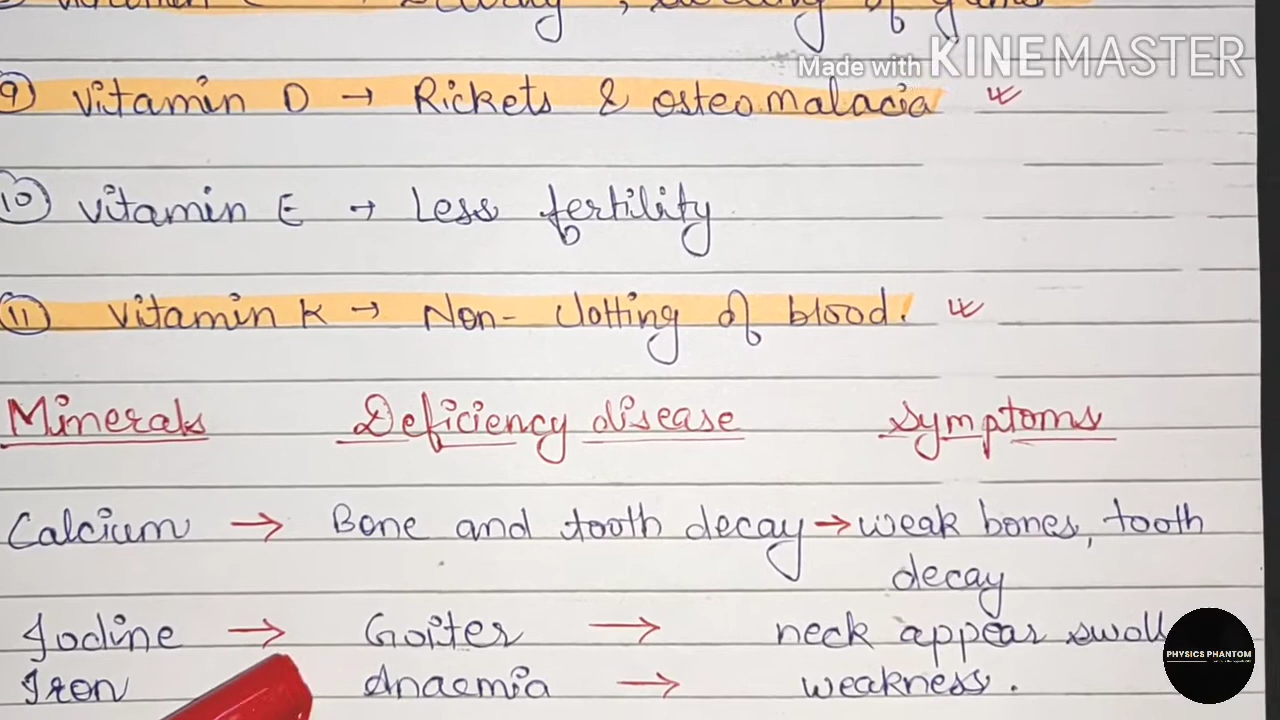 of
Made with KINEMASTER
9 Vitamin D → Rickets & osteomalacia
10 Vitamin E → Less fertility
11 Vitamin K → Non- clotting of blood.
Minerals Deficiency disease Symptoms
Calcium → Bone and tooth decay → weak bones, tooth
decay
Iodine → Goiter → neck appear
PHYSICS PHANTOM
Iron Anaemia → weakness.